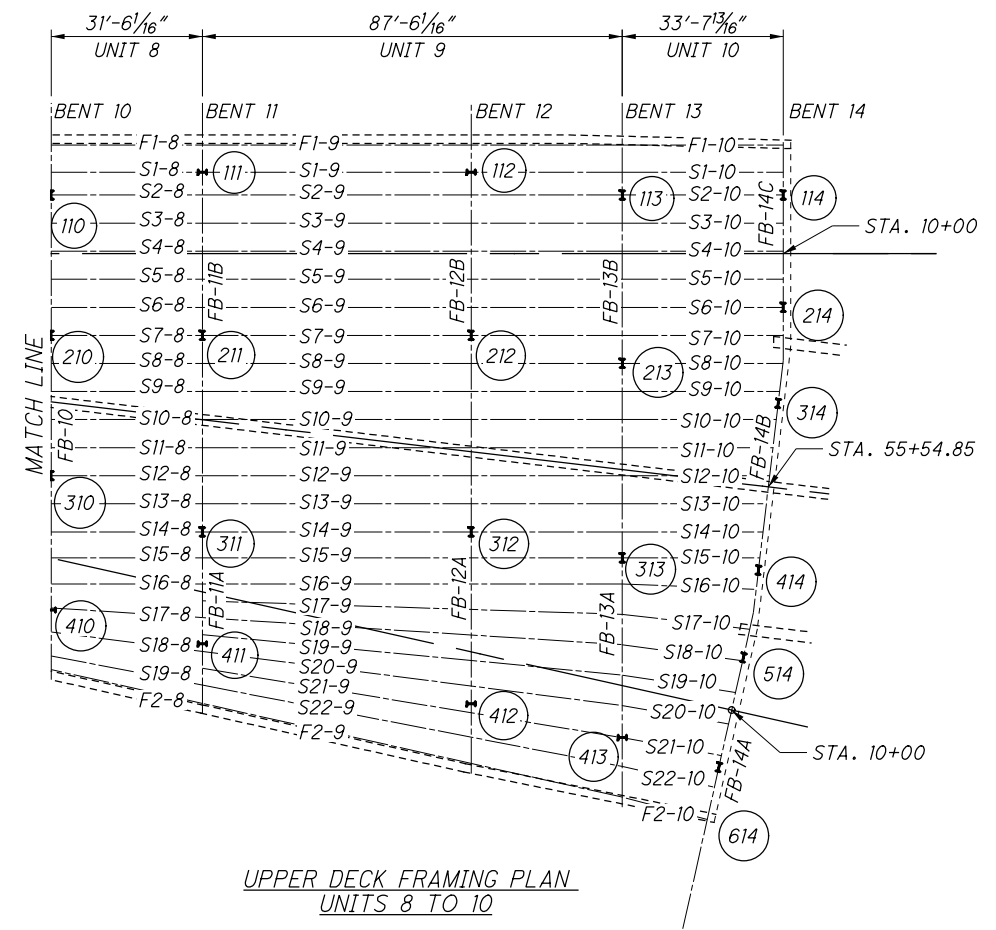 31'-6 1/16" 87'-6 1/16" 33'-7 13/16"
UNIT 8 UNIT 9 UNIT 10
BENT 10 BENT 11 BENT 12 BENT 13 BENT 14
F1-8 F1-9 F1-10
S1-8 111 S1-9 112 S1-10
S2-8 S2-9 113 S2-10 114
110 S3-8 S3-9 S3-10 FB-14C STA. 10+00
S4-8 S4-9 S4-10
S5-8 FB-11B S5-9 FB-12B FB-13B S5-10
S6-8 S6-9 S6-10 214
S7-8 S7-9 S7-10
210 211 212
S8-8 S8-9 213 S8-10
S9-8 S9-9 S9-10
MATCH LINE FB-10 314
S10-8 S10-9 S10-10
S11-8 S11-9 S11-10 FB-14B STA. 55+54.85
S12-8 S12-9 S12-10
310 S13-8 S13-9 S13-10
S14-8 311 S14-9 312 S14-10
S15-8 S15-9 313 S15-10
S16-8 FB-11A S16-9 FB-12A FB-13A S16-10 414
S17-8 S17-9 S17-10
410 S18-8 411 S18-9 S18-10
S19-8 S19-9 S19-10 514
F2-8 S20-9 S20-10
S21-9 412 S21-10
S22-9 413 S22-10
F2-9 FB-14A STA. 10+00
F2-10
614
UPPER DECK FRAMING PLAN
UNITS 8 TO 10